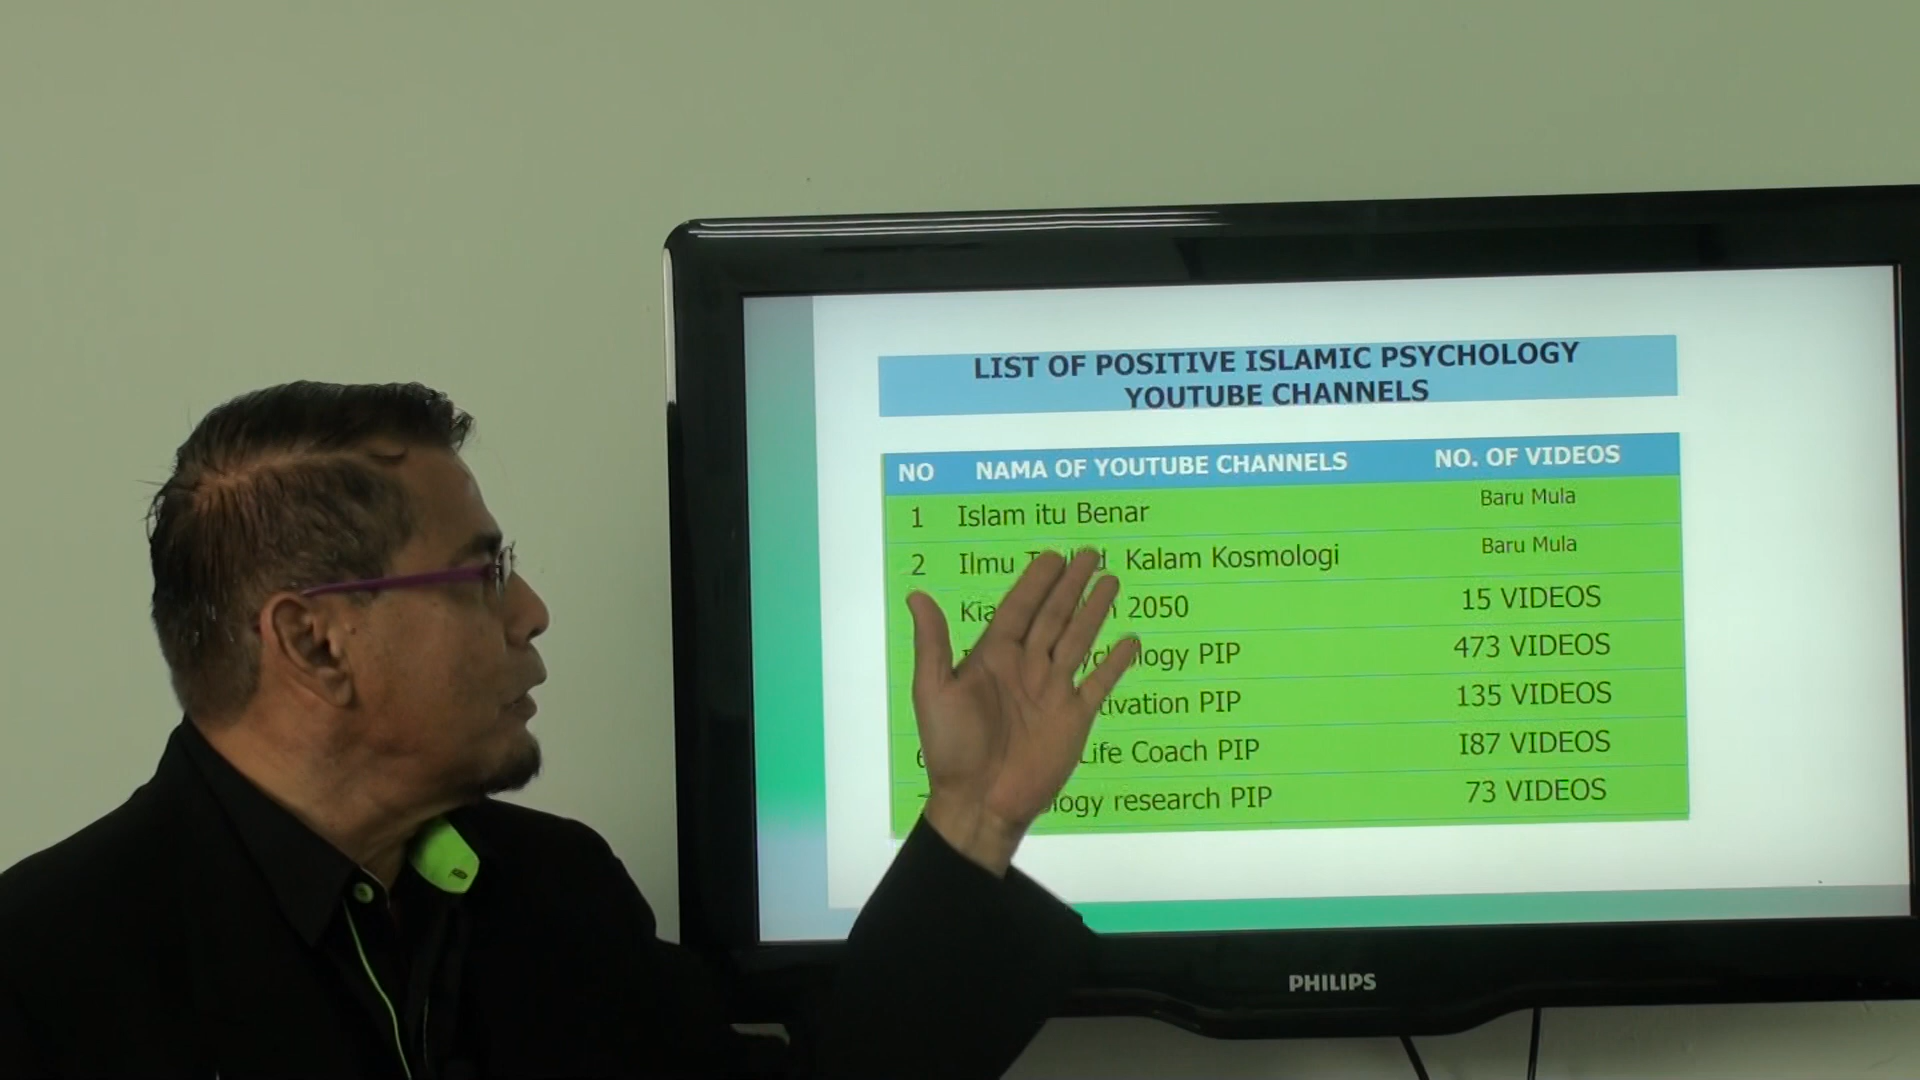 LIST OF POSITIVE ISLAMIC PSYCHOLOGY
YOUTUBE CHANNELS
NO NAMA OF YOUTUBE CHANNELS NO. OF VIDEOS
1 Islam itu Benar Baru Mula
2 Ilmu Kalam Kosmologi Baru Mula
2050 15 VIDEOS
PIP 473 VIDEOS
PIP 135 VIDEOS
Life Coach PIP I87 VIDEOS
research PIP 73 VIDEOS
PHILIPS